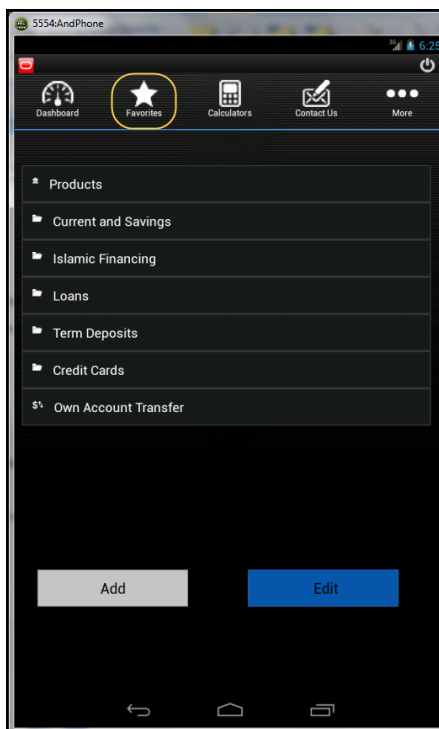 5554:AndPhone
3G 6:25
Dashboard Favorites Calculators Contact Us More
Products
Current and Savings
Islamic Financing
Loans
Term Deposits
Credit Cards
Own Account Transfer
Add Edit